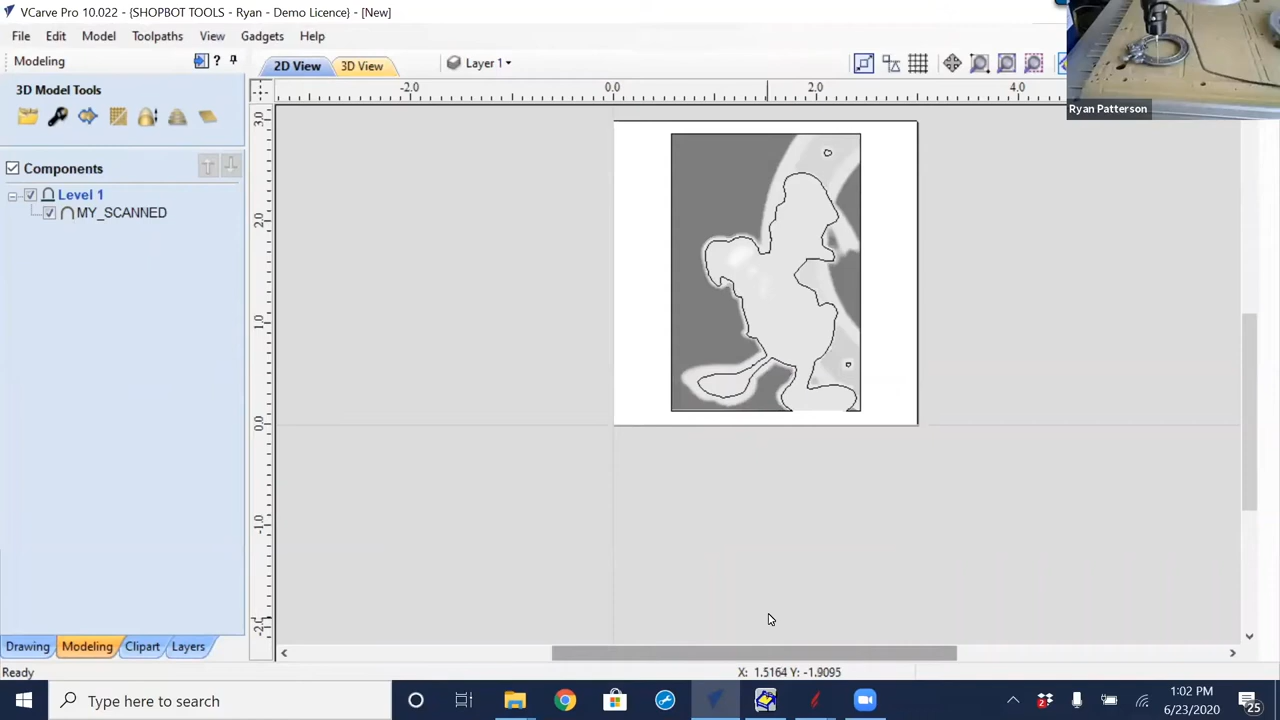 VCarve Pro 10.022 - {SHOPBOT TOOLS - Ryan - Demo Licence} - [New]
File Edit Model Toolpaths View Gadgets Help
Modeling
2D View 3D View Layer 1
3D Model Tools
Components
Level 1
MY_SCANNED
-2.0 0.0 2.0 4.0
3.0
2.0
1.0
0.0
-1.0
-2.0
Ryan Patterson
Drawing Modeling Clipart Layers
Ready X: 1.5164 Y: -1.9095
Type here to search
2
1:02 PM
6/23/2020
25